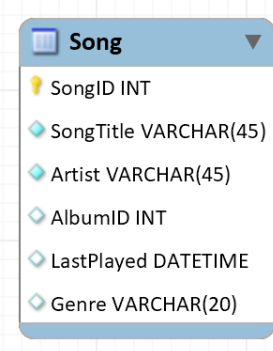 Song
SongID INT
SongTitle VARCHAR(45)
Artist VARCHAR(45)
AlbumID INT
LastPlayed DATETIME
Genre VARCHAR(20)